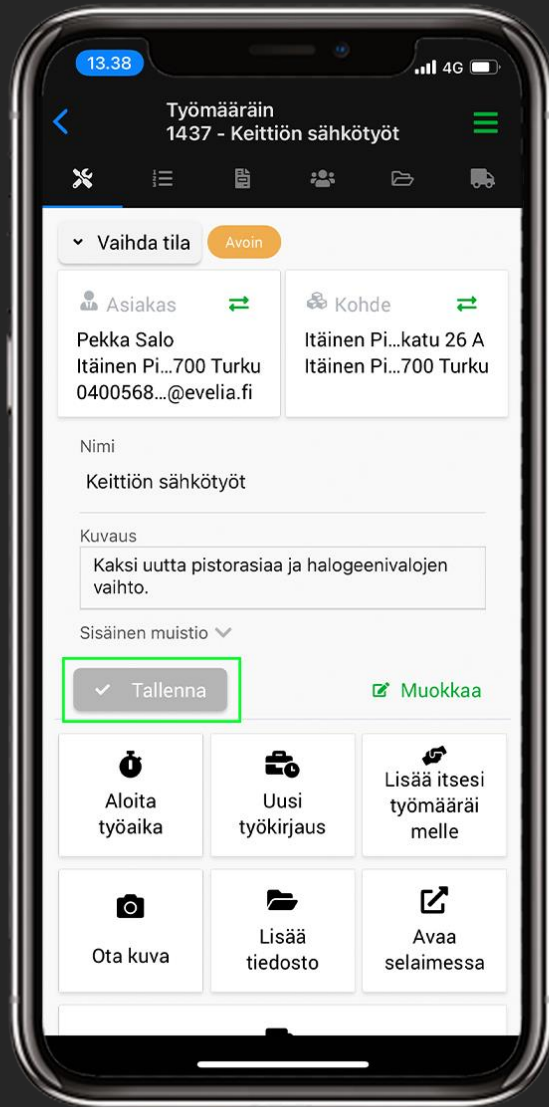 13.38
4G
Työmääräin
1437 - Keittiön sähkötyöt
Vaihda tila
Avoin
Asiakas
Pekka Salo
Itäinen Pi...700 Turku
0400568...@evelia.fi
Kohde
Itäinen Pi...katu 26 A
Itäinen Pi...700 Turku
Nimi
Keittiön sähkötyöt
Kuvaus
Kaksi uutta pistorasiaa ja halogeenivalojen
vaihto.
Sisäinen muistio
Tallenna
Muokkaa
Aloita
työaika
Uusi
työkirjaus
Lisää itsesi
työmääräi
melle
Ota kuva
Lisää
tiedosto
Avaa
selaimessa